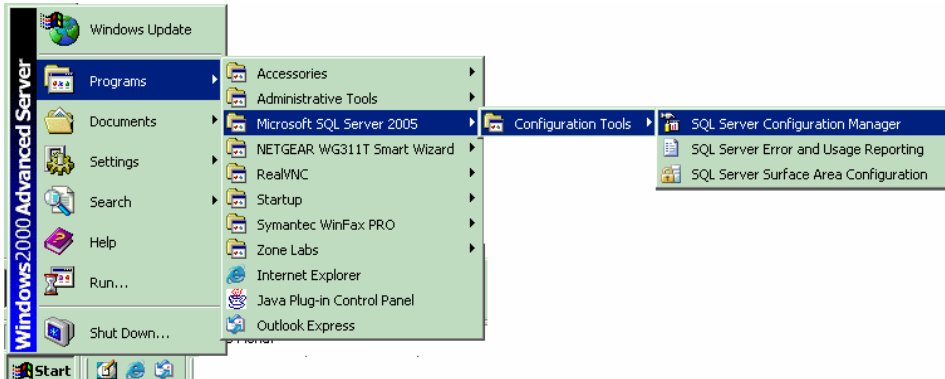 Windows2000 Advanced Server
Windows Update
Programs
Documents
Settings
Search
Help
Run...
Shut Down...
Accessories
Administrative Tools
Microsoft SQL Server 2005
NETGEAR WG311T Smart Wizard
RealVNC
Startup
Symantec WinFax PRO
Zone Labs
Internet Explorer
Java Plug-in Control Panel
Outlook Express
Configuration Tools
SQL Server Configuration Manager
SQL Server Error and Usage Reporting
SQL Server Surface Area Configuration
Start